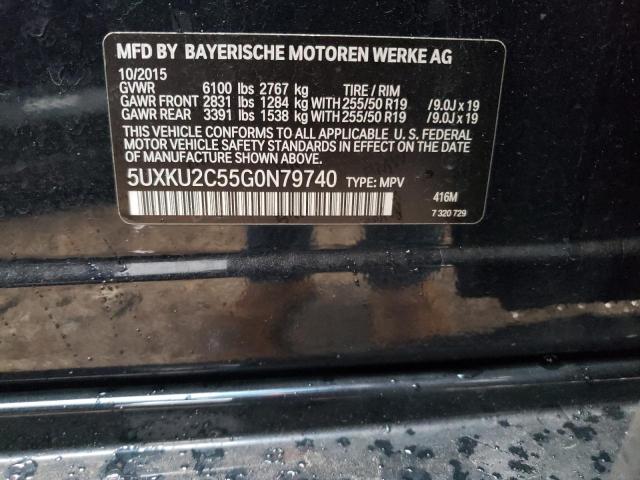 MFD BY BAYERISCHE MOTOREN WERKE AG
10/2015
GVWR 6100 lbs 2767 kg TIRE / RIM
GAWR FRONT 2831 lbs 1284 kg WITH 255/50 R19 /9.0J x 19
GAWR REAR 3391 lbs 1538 kg WITH 255/50 R19 /9.0J x 19
THIS VEHICLE CONFORMS TO ALL APPLICABLE U. S. FEDERAL
MOTOR VEHICLE SAFETY STANDARDS IN EFFECT ON THE
DATE OF MANUFACTURE SHOWN ABOVE.
5UXKU2C55G0N79740 TYPE: MPV
416M
7 320 729